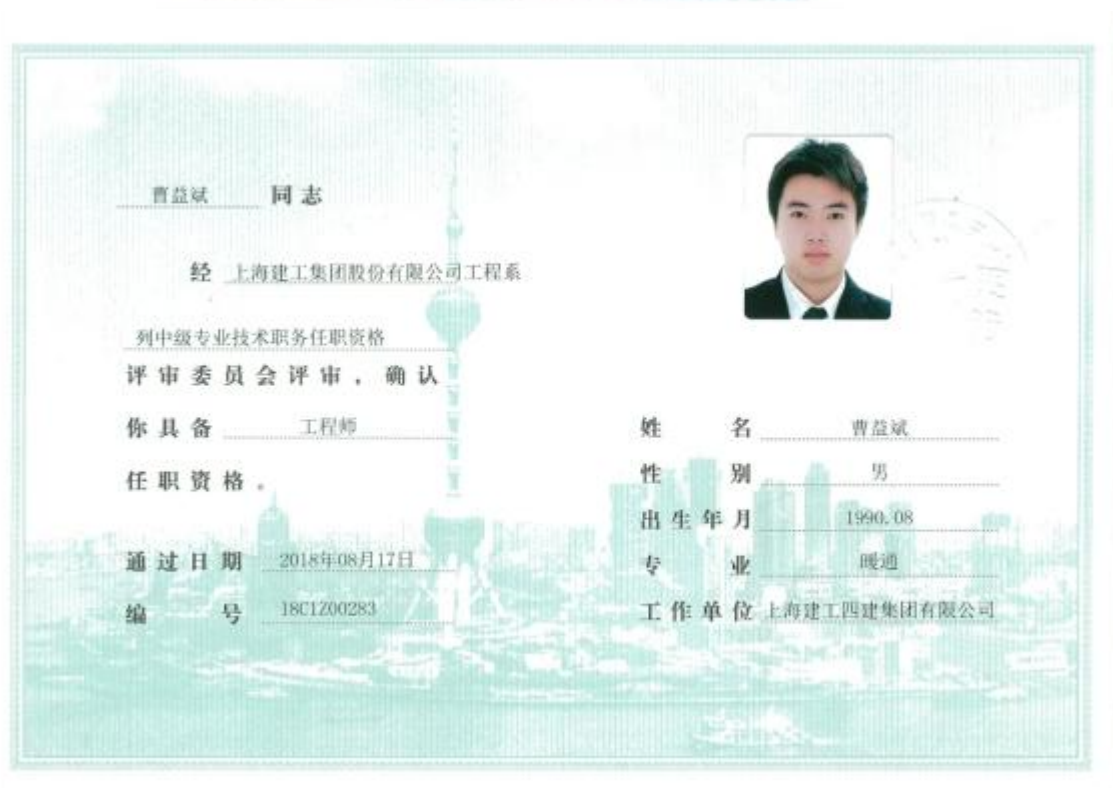 曹益斌 同志
经 上海建工集团股份有限公司工程系
列中级专业技术职务任职资格
评审委员会评审，确认
你具备 工程师
任职资格。
通过日期 2018年08月17日
编号 18C1Z00283
姓名 曹益斌
性别 男
出生年月 1990.08
专业 暖通
工作单位 上海建工四建集团有限公司